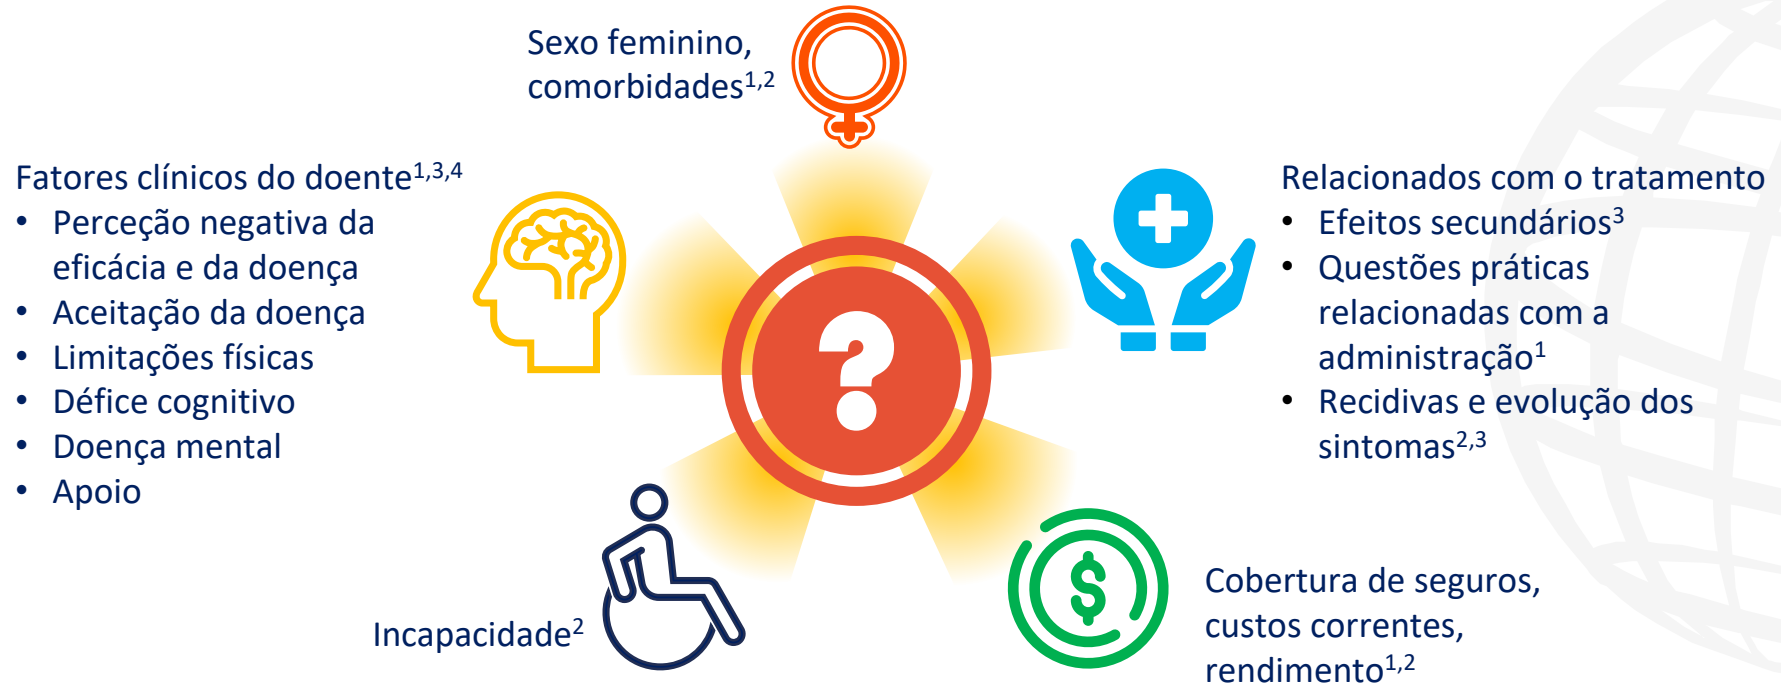 Sexo feminino,
comorbidades1,2
Fatores clínicos do doente1,3,4
• Perceção negativa da
eficácia e da doença
• Aceitação da doença
• Limitações físicas
• Défice cognitivo
• Doença mental
• Apoio
Relacionados com o tratamento
• Efeitos secundários3
• Questões práticas
relacionadas com a
administração1
• Recidivas e evolução dos
sintomas2,3
?
Incapacidade2
$
Cobertura de seguros,
custos correntes,
rendimento1,2